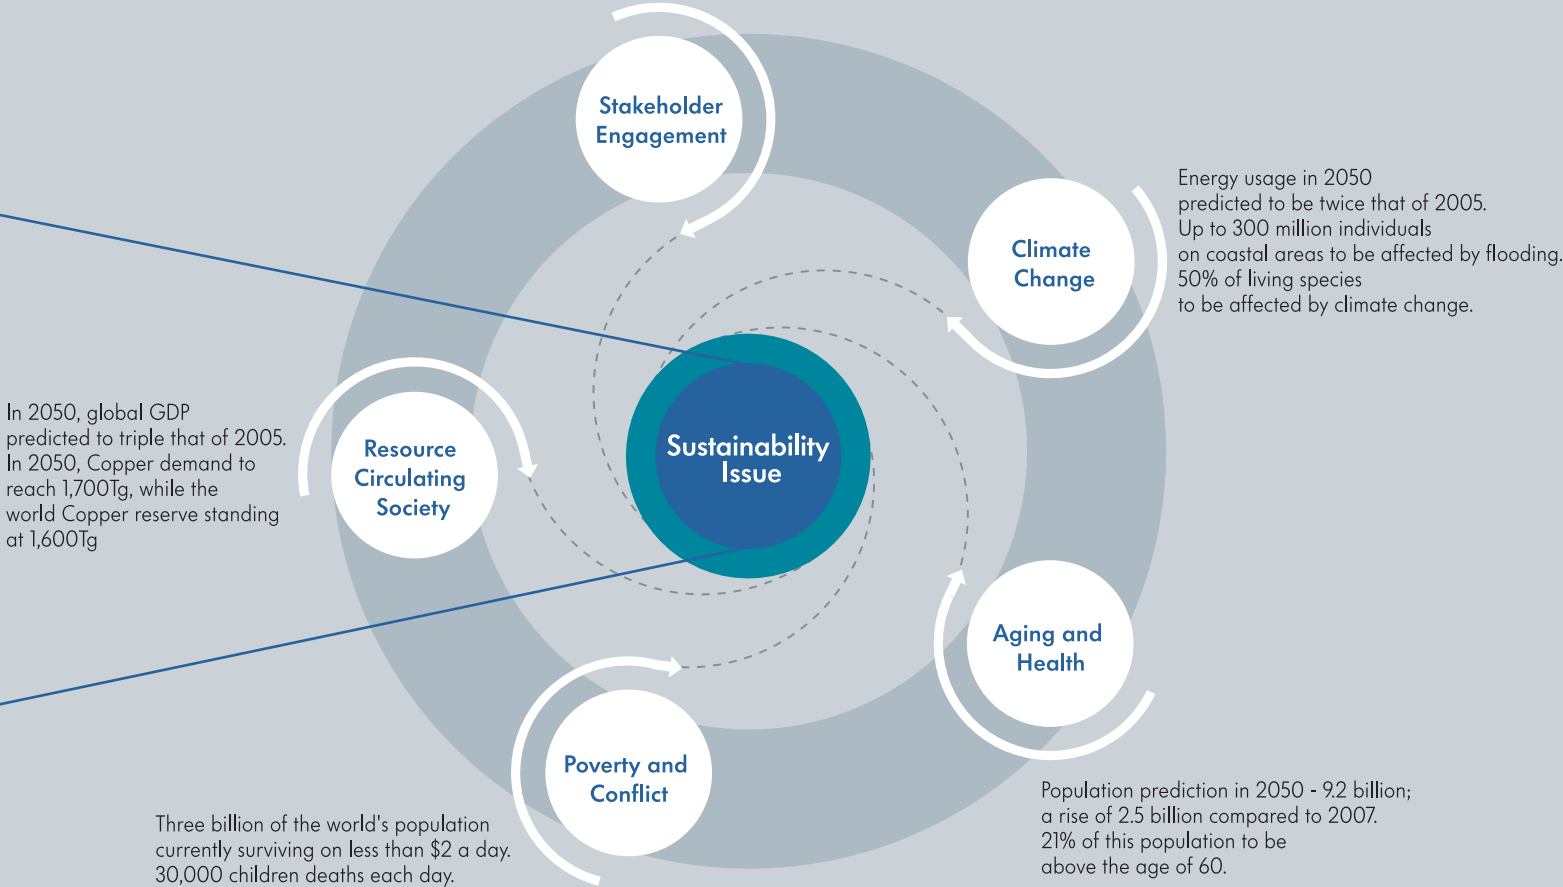 Stakeholder
Engagement
Climate
Change
Energy usage in 2050
predicted to be twice that of 2005.
Up to 300 million individuals
on coastal areas to be affected by flooding.
50% of living species
to be affected by climate change.
In 2050, global GDP
predicted to triple that of 2005.
In 2050, Copper demand to
reach 1,700Tg, while the
world Copper reserve standing
at 1,600Tg
Resource
Circulating
Society
Sustainability
Issue
Aging and
Health
Population prediction in 2050 - 9.2 billion;
a rise of 2.5 billion compared to 2007.
21% of this population to be
above the age of 60.
Poverty and
Conflict
Three billion of the world's population
currently surviving on less than $2 a day.
30,000 children deaths each day.